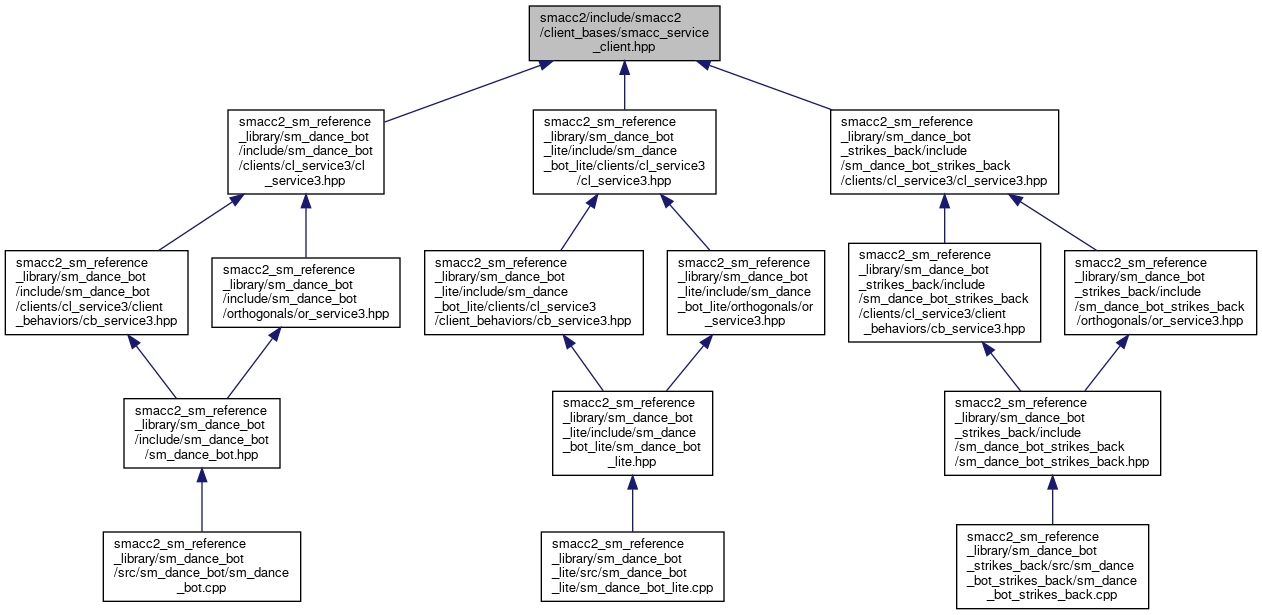 smacc2/include/smacc2
/client_bases/smacc_service
_client.hpp
smacc2_sm_reference
_library/sm_dance_bot
/include/sm_dance_bot
/clients/cl_service3/cl
_service3.hpp
smacc2_sm_reference
_library/sm_dance_bot
_lite/include/sm_dance
_bot_lite/clients/cl_service3
/cl_service3.hpp
smacc2_sm_reference
_library/sm_dance_bot
_strikes_back/include
/sm_dance_bot_strikes_back
/clients/cl_service3/cl_service3.hpp
smacc2_sm_reference
_library/sm_dance_bot
/include/sm_dance_bot
/clients/cl_service3/client
_behaviors/cb_service3.hpp
smacc2_sm_reference
_library/sm_dance_bot
/include/sm_dance_bot
/orthogonals/or_service3.hpp
smacc2_sm_reference
_library/sm_dance_bot
_lite/include/sm_dance
_bot_lite/clients/cl_service3
/client_behaviors/cb_service3.hpp
smacc2_sm_reference
_library/sm_dance_bot
_lite/include/sm_dance
_bot_lite/orthogonals/or
_service3.hpp
smacc2_sm_reference
_library/sm_dance_bot
_strikes_back/include
/sm_dance_bot_strikes_back
/clients/cl_service3/client
_behaviors/cb_service3.hpp
smacc2_sm_reference
_library/sm_dance_bot
_strikes_back/include
/sm_dance_bot_strikes_back
/orthogonals/or_service3.hpp
smacc2_sm_reference
_library/sm_dance_bot
/include/sm_dance_bot
/sm_dance_bot.hpp
smacc2_sm_reference
_library/sm_dance_bot
_lite/include/sm_dance
_bot_lite/sm_dance_bot
_lite.hpp
smacc2_sm_reference
_library/sm_dance_bot
_strikes_back/include
/sm_dance_bot_strikes_back
/sm_dance_bot_strikes_back.hpp
smacc2_sm_reference
_library/sm_dance_bot
/src/sm_dance_bot/sm_dance
_bot.cpp
smacc2_sm_reference
_library/sm_dance_bot
_lite/src/sm_dance_bot
_lite/sm_dance_bot_lite.cpp
smacc2_sm_reference
_library/sm_dance_bot
_strikes_back/src/sm_dance
_bot_strikes_back/sm_dance
_bot_strikes_back.cpp